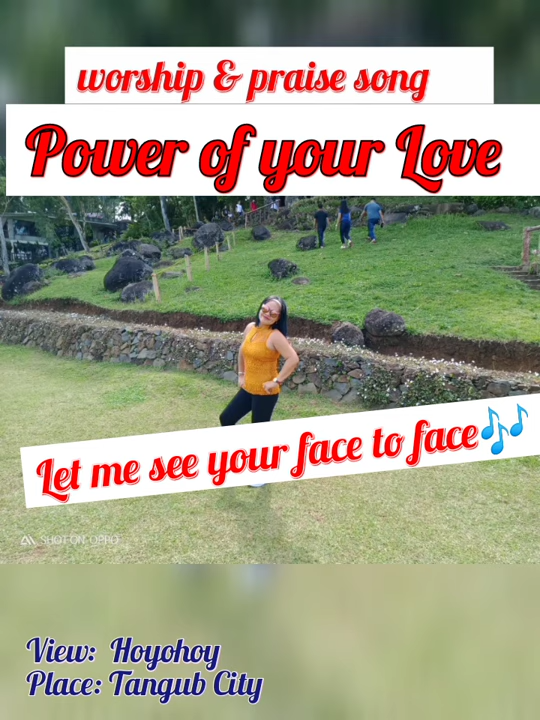 worship & praise song
Power of your Love
Let me see your face to face🎶
SHOT ON OPPO
View: Hoyohoy
Place: Tangub City